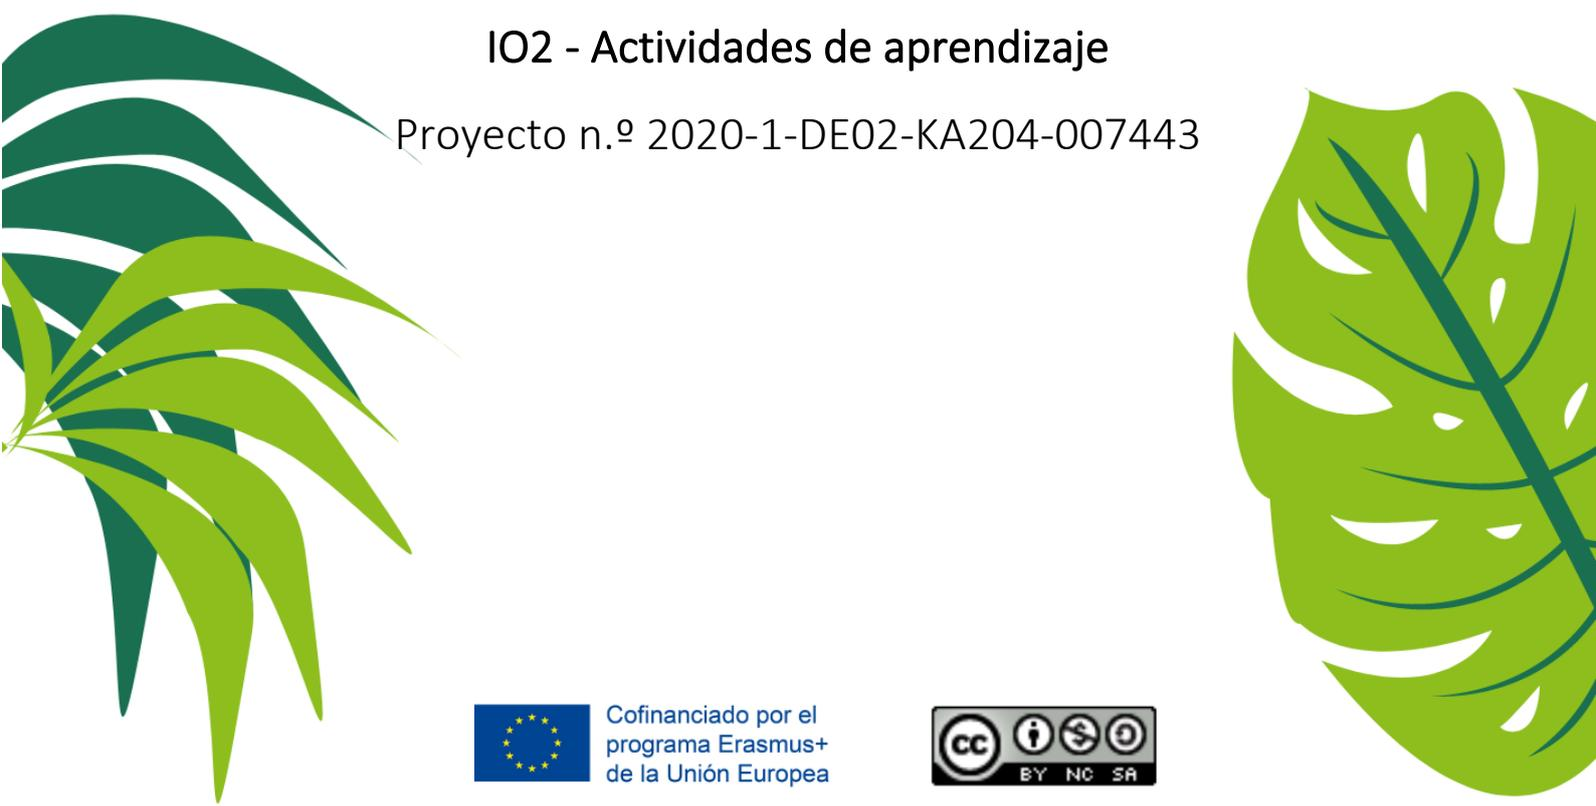 IO2 - Actividades de aprendizaje
Proyecto n.º 2020-1-DE02-KA204-007443
Cofinanciado por el
programa Erasmus+
de la Unión Europea
cc
BY NC SA